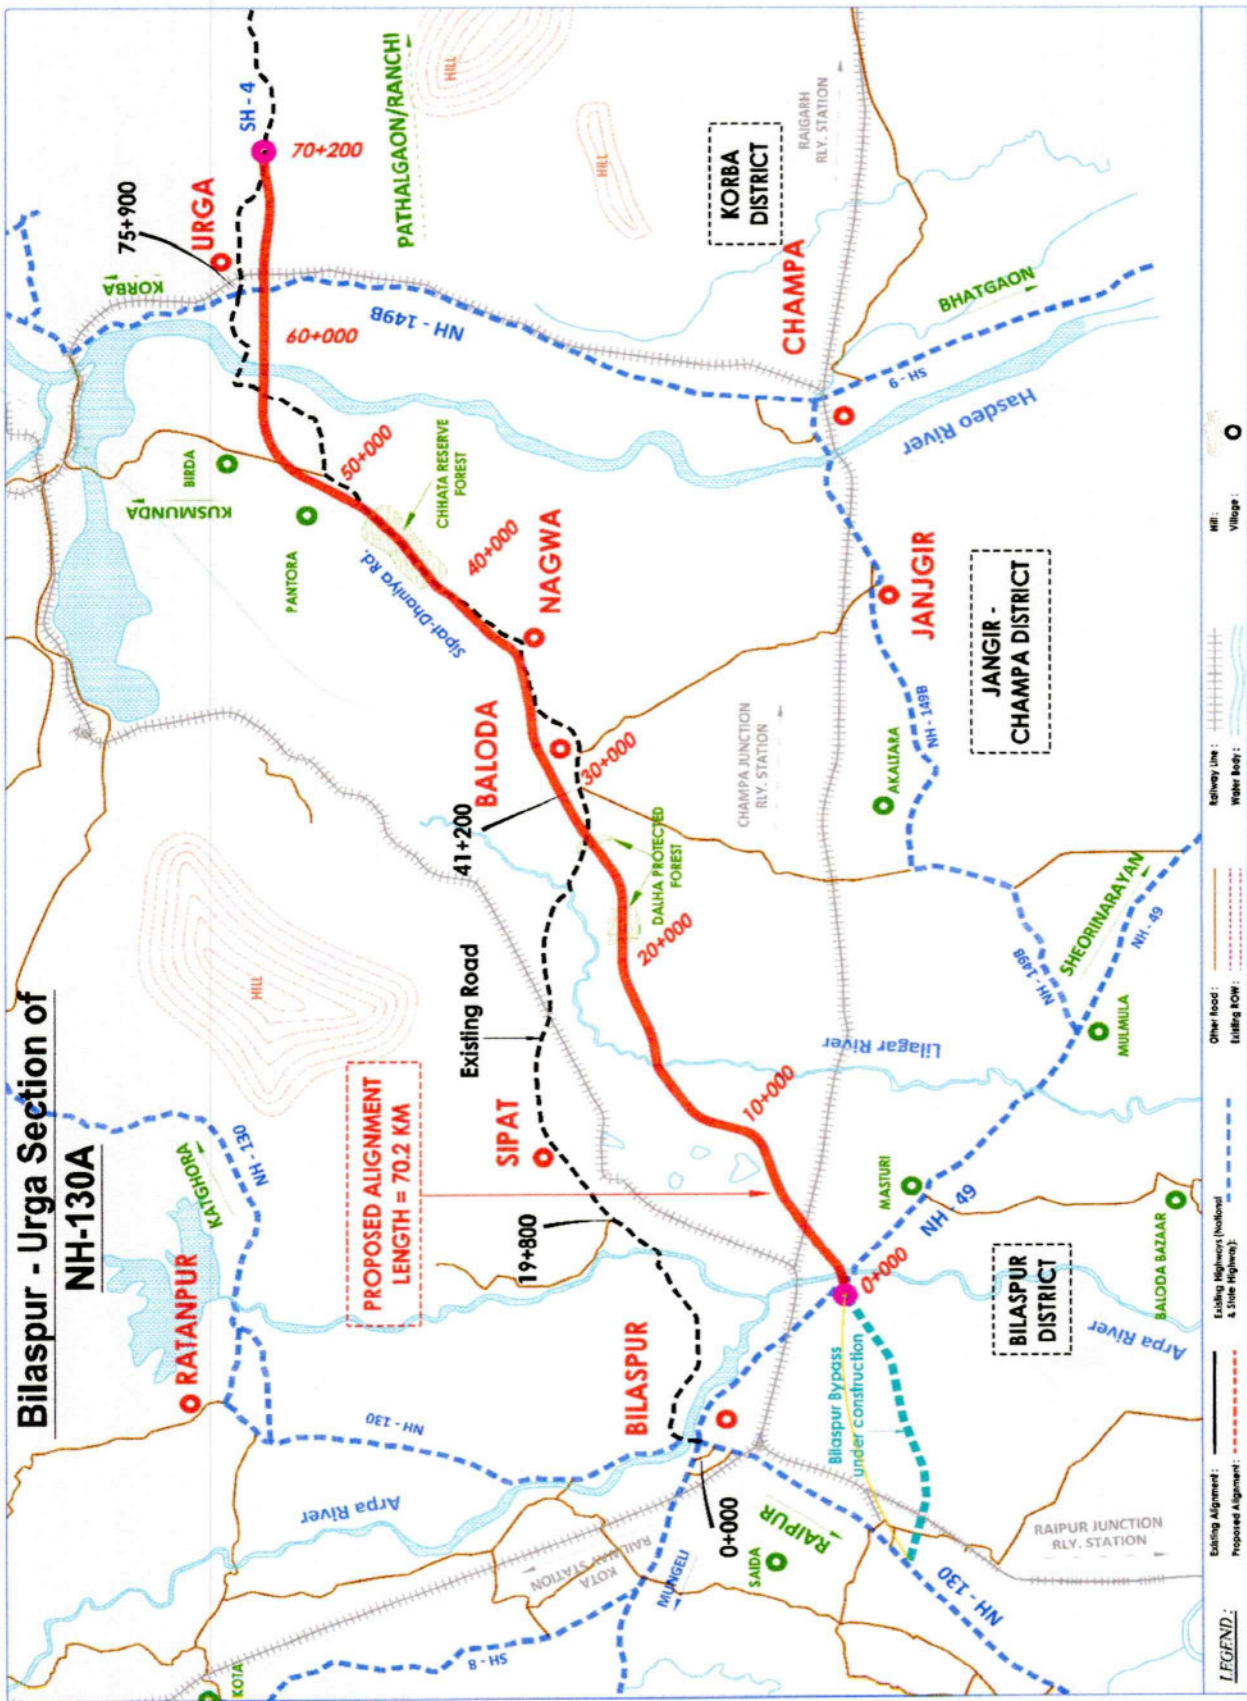 Bilaspur - Urga Section of
NH-130A
RATANPUR
KATGHORA
NH - 130
NH - 130
HILL
PROPOSED ALIGNMENT
LENGTH = 70.2 KM
SIPAT
19+800
Existing Road
41+200
BALODA
NAGWA
Sipat-Dhaniya Rd.
PANTORA
BIRDA
KUSMUNDA
KORBA
75+900
URGA
SH - 4
70+200
PATHALGAON/RANCHI
HILL
HILL
60+000
NH - 149B
50+000
CHHATA RESERVE
FOREST
40+000
30+000
DALHA PROTECTED
FOREST
20+000
10+000
0+000
KOTA
SH - 8
Arpa River
KOTA
RAILWAY STATION
MUNGELI
BILASPUR
0+000
SAIDA
RAIPUR
Bilaspur Bypass
under construction
NH - 130
RAIPUR JUNCTION
RLY. STATION
BILASPUR
DISTRICT
Arpa River
BALODA BAZAAR
MASTURI
NH - 49
Lilagar River
MULMULA
SHEORINARAYAN
NH - 49
NH - 149B
AKALTARA
NH - 149B
CHAMPA JUNCTION
RLY. STATION
JANJGIR
JANGIR -
CHAMPA DISTRICT
CHAMPA
Hasdeo River
SH - 9
BHATGAON
KORBA
DISTRICT
RAIGARH
RLY. STATION
LEGEND:
Existing Alignment :
Proposed Alignment :
Existing Highways (National
& State Highway):
Other Road :
Existing ROW :
Railway Line :
Water Body :
Hill :
Village :